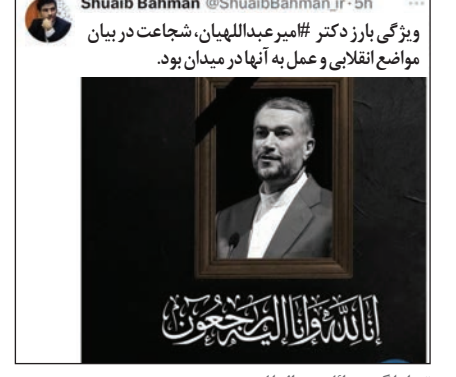 Shuaib Bahman @ShuaibBahman_ir · 5h
ویژگی بارز دکتر #امیرعبداللهیان، شجاعت در بیان
مواضع انقلابی و عمل به آنها در میدان بود.
إنا لله وإنا إليه راجعون